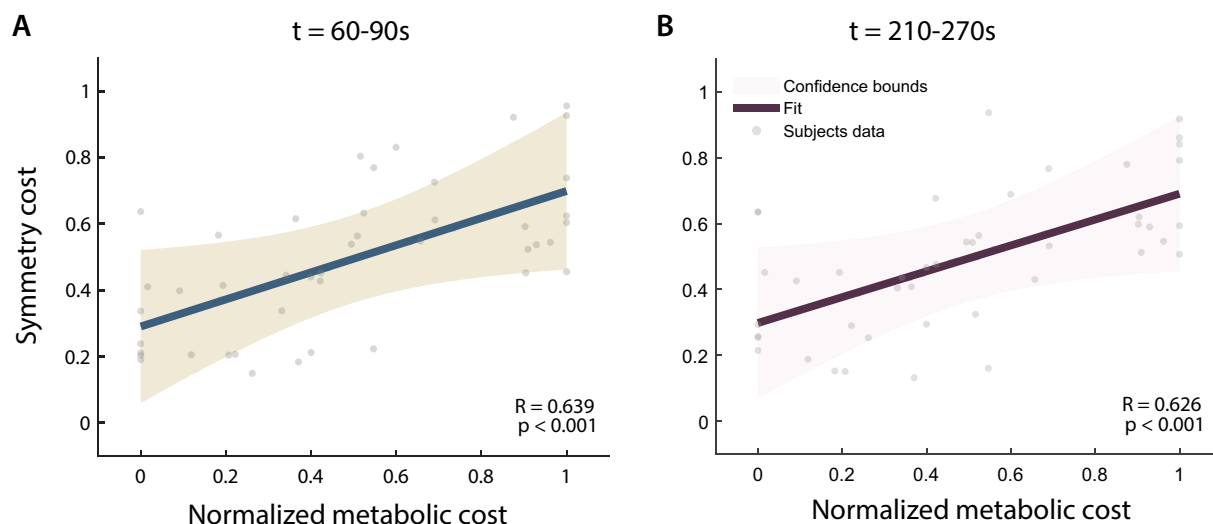 A
t = 60-90s
Symmetry cost
1
0.8
0.6
0.4
0.2
0
R = 0.639
p < 0.001
0
0.2
0.4
0.6
0.8
1
Normalized metabolic cost
B
t = 210-270s
Confidence bounds
Fit
Subjects data
1
0.8
0.6
0.4
0.2
0
R = 0.626
p < 0.001
0
0.2
0.4
0.6
0.8
1
Normalized metabolic cost